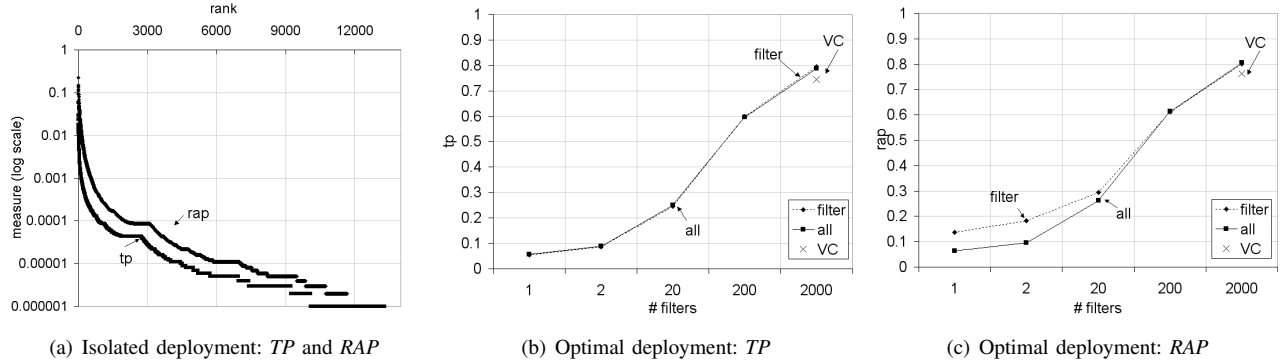 rank
0 3000 6000 9000 12000
measure (log scale)
1
0.1
0.01
0.001
0.0001
0.00001
0.000001
rap
tp
(a) Isolated deployment: TP and RAP
tp
1
0.9
0.8
0.7
0.6
0.5
0.4
0.3
0.2
0.1
0
filter
VC
all
filter
all
VC
1 2 20 200 2000
# filters
(b) Optimal deployment: TP
rap
1
0.9
0.8
0.7
0.6
0.5
0.4
0.3
0.2
0.1
0
VC
filter
all
filter
all
VC
1 2 20 200 2000
# filters
(c) Optimal deployment: RAP